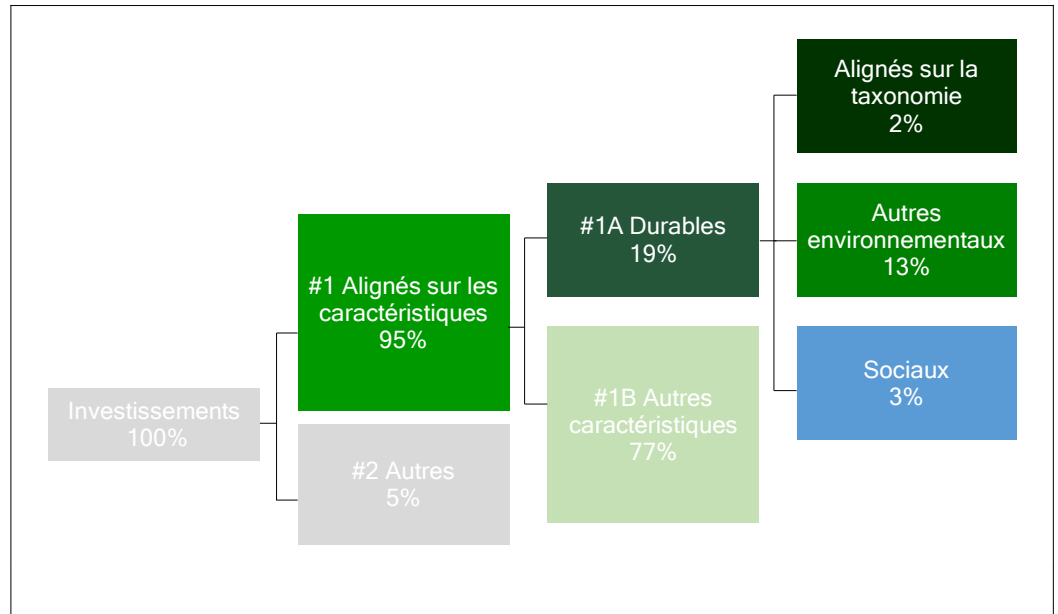 Investissements
100%
#1 Alignés sur les
caractéristiques
95%
#2 Autres
5%
#1A Durables
19%
#1B Autres
caractéristiques
77%
Alignés sur la
taxonomie
2%
Autres
environnementaux
13%
Sociaux
3%